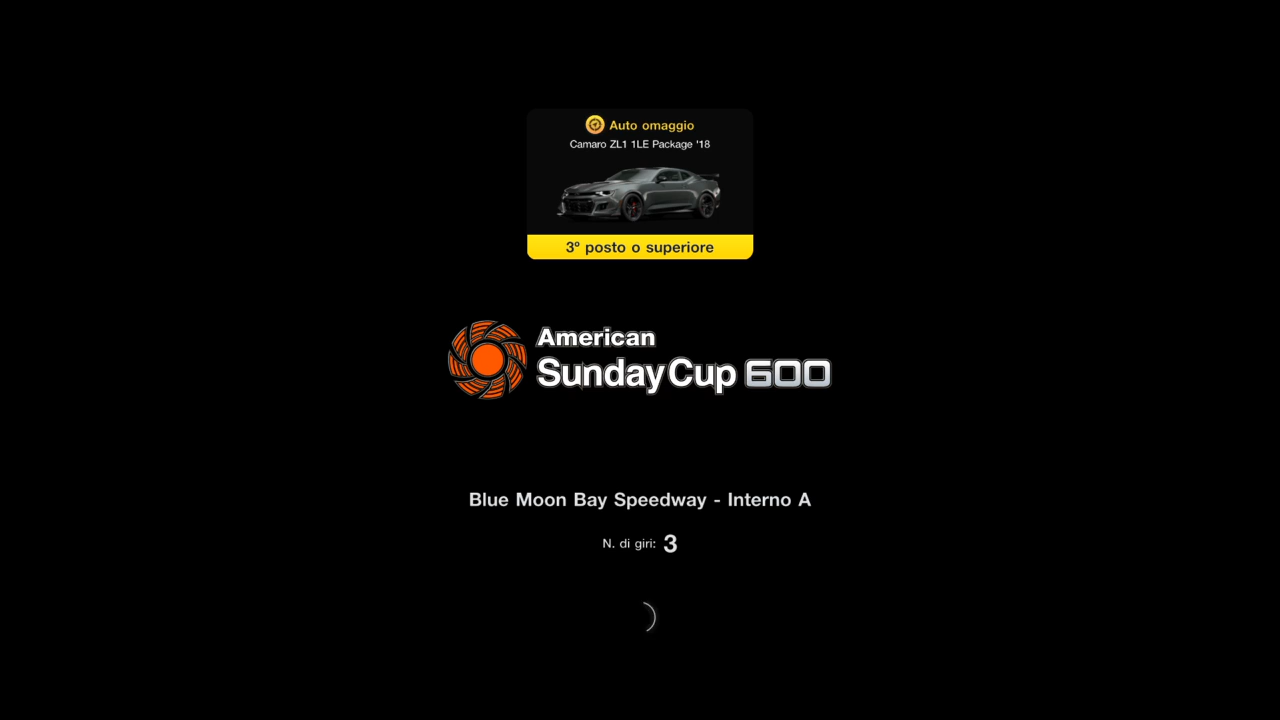 Auto omaggio
Camaro ZL1 1LE Package '18
3º posto o superiore
American
SundayCup 600
Blue Moon Bay Speedway - Interno A
N. di giri: 3